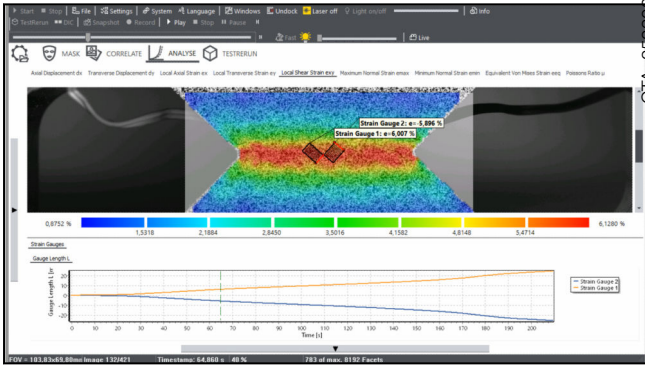 Start Stop File Settings System Language Windows Undock Laser off Light on/off Info
TestRerun DIC Snapshot Record Play Stop Pause
Fast Live
MASK CORRELATE ANALYSE TESTRERUN
Axial Displacement dx Transverse Displacement dy Local Axial Strain ex Local Transverse Strain ey Local Shear Strain exy Maximum Normal Strain emax Minimum Normal Strain emin Equivalent Von Mises Strain eeq Poissons Ratio µ
Strain Gauge 2: e=-5,896 %
Strain Gauge 1: e=6,007 %
0,8752 % 6,1280 %
1,5318 2,1884 2,8450 3,5016 4,1582 4,8148 5,4714
Strain Gauges
Gauge Length L
Gauge Length L
20
10
0
-10
-20
Strain Gauge 2
Strain Gauge 1
0 10 20 30 40 50 60 70 80 90 100 110 120 130 140 150 160 170 180 190 200
Time [s]
FOV = 103,83x69,80mm Image 132/421 Timestamp: 64,860 s 40 % 783 of max. 8192 Facets